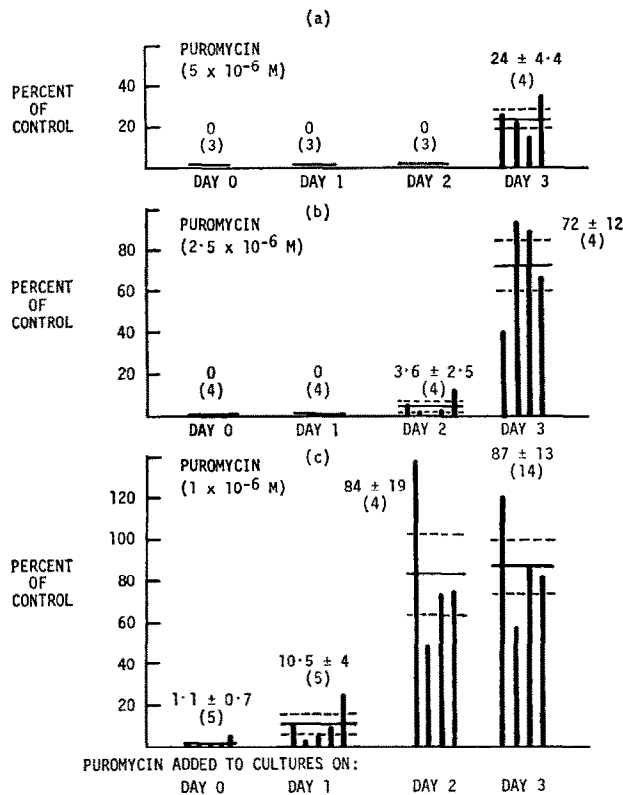 (a)
PUROMYCIN
(5 x 10⁻⁶ M)
24 ± 4·4
(4)
PERCENT
OF
CONTROL
40
20
0
(3)
0
(3)
0
(3)
DAY 0
DAY 1
DAY 2
DAY 3
(b)
PUROMYCIN
(2·5 x 10⁻⁶ M)
72 ± 12
(4)
PERCENT
OF
CONTROL
80
60
40
20
0
(4)
0
(4)
3·6 ± 2·5
(4)
DAY 0
DAY 1
DAY 2
DAY 3
(c)
PUROMYCIN
(1 x 10⁻⁶ M)
84 ± 19
(4)
87 ± 13
(14)
PERCENT
OF
CONTROL
120
100
80
60
40
20
1·1 ± 0·7
(5)
10·5 ± 4
(5)
PUROMYCIN ADDED TO CULTURES ON:
DAY 0
DAY 1
DAY 2
DAY 3